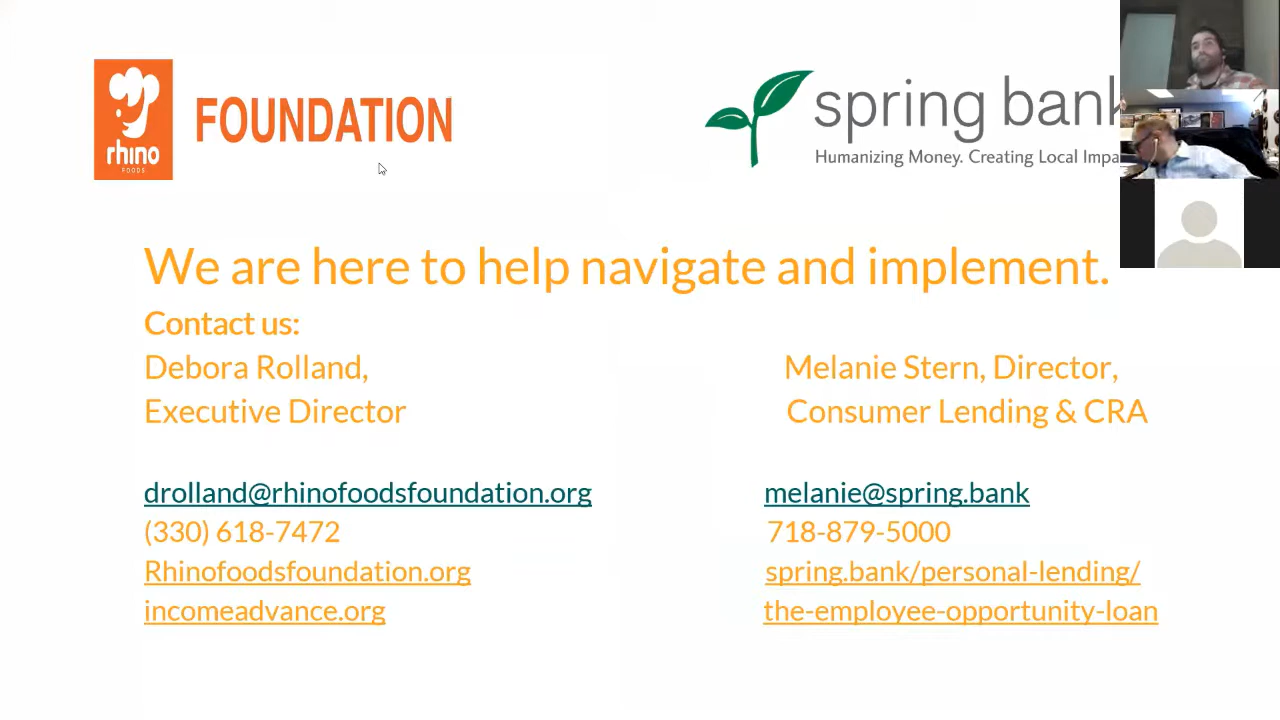 rhino
FOODS
FOUNDATION
spring bank
Humanizing Money. Creating Local Impa
We are here to help navigate and implement.
Contact us:
Debora Rolland,
Executive Director
drolland@rhinofoodsfoundation.org
(330) 618-7472
Rhinofoodsfoundation.org
incomeadvance.org
Melanie Stern, Director,
Consumer Lending & CRA
melanie@spring.bank
718-879-5000
spring.bank/personal-lending/
the-employee-opportunity-loan